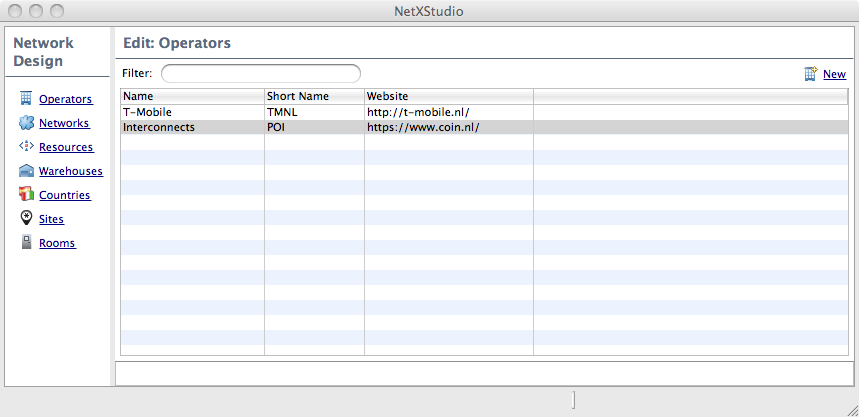 NetXStudio
Network
Design
Operators
Networks
Resources
Warehouses
Countries
Sites
Rooms
Edit: Operators
Filter:
New
Name Short Name Website
T-Mobile TMNL http://t-mobile.nl/
Interconnects POI https://www.coin.nl/